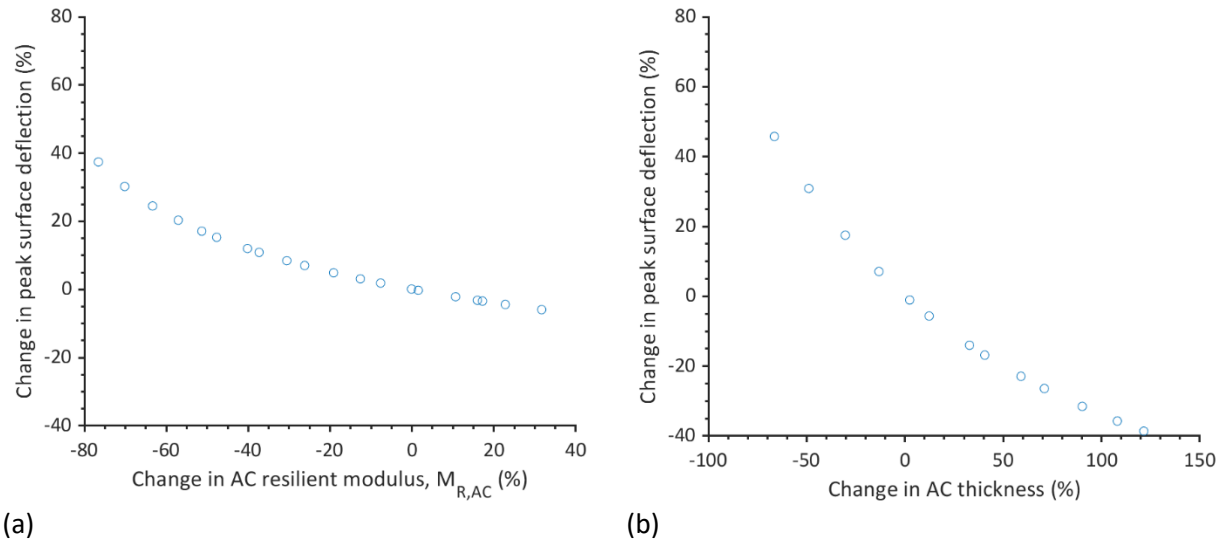 80
60
40
20
0
-20
-40
Change in peak surface deflection (%)
-80 -60 -40 -20 0 20 40
Change in AC resilient modulus, M_R,AC (%)
(a)
80
60
40
20
0
-20
-40
Change in peak surface deflection (%)
-100 -50 0 50 100 150
Change in AC thickness (%)
(b)